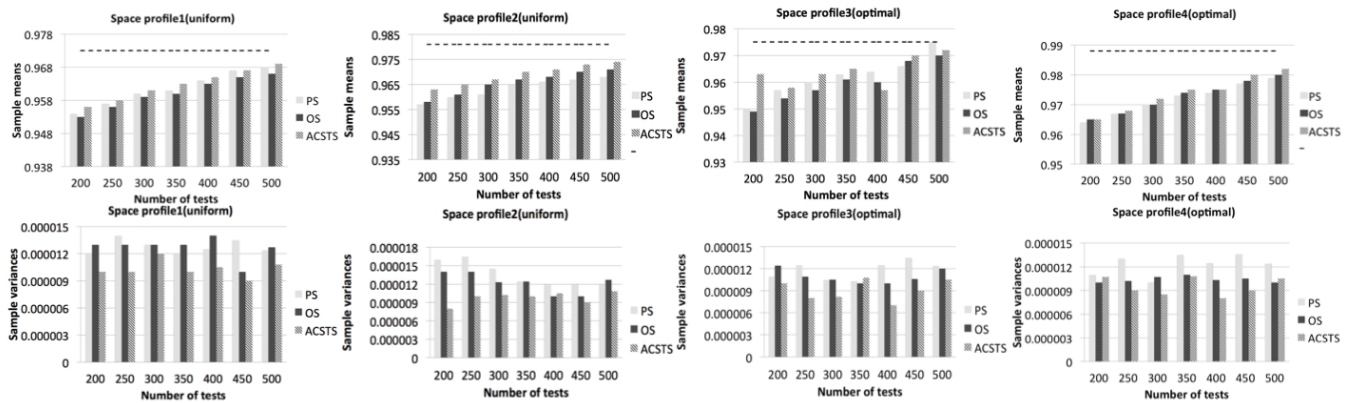 Space profile1(uniform)
Sample means
0.978
0.968
0.958
0.948
0.938
200 250 300 350 400 450 500
Number of tests
PS
OS
ACSTS
Space profile2(uniform)
Sample means
0.985
0.975
0.965
0.955
0.945
0.935
200 250 300 350 400 450 500
Number of tests
PS
OS
ACSTS
Space profile3(optimal)
Sample means
0.98
0.97
0.96
0.95
0.94
0.93
200 250 300 350 400 450 500
Number of tests
PS
OS
ACSTS
Space profile4(optimal)
Sample means
0.99
0.98
0.97
0.96
0.95
200 250 300 350 400 450 500
Number of tests
PS
OS
ACSTS
Space profile1(uniform)
Sample variances
0.000015
0.000012
0.000009
0.000006
0.000003
0
200 250 300 350 400 450 500
Number of tests
PS
OS
ACSTS
Space profile2(uniform)
Sample variances
0.000018
0.000015
0.000012
0.000009
0.000006
0.000003
0
200 250 300 350 400 450 500
Number of tests
PS
OS
ACSTS
Space profile3(optimal)
Sample variances
0.000015
0.000012
0.000009
0.000006
0.000003
0
200 250 300 350 400 450 500
Number of tests
PS
OS
ACSTS
Space profile4(optimal)
Sample variances
0.000015
0.000012
0.000009
0.000006
0.000003
0
200 250 300 350 400 450 500
Number of tests
PS
OS
ACSTS